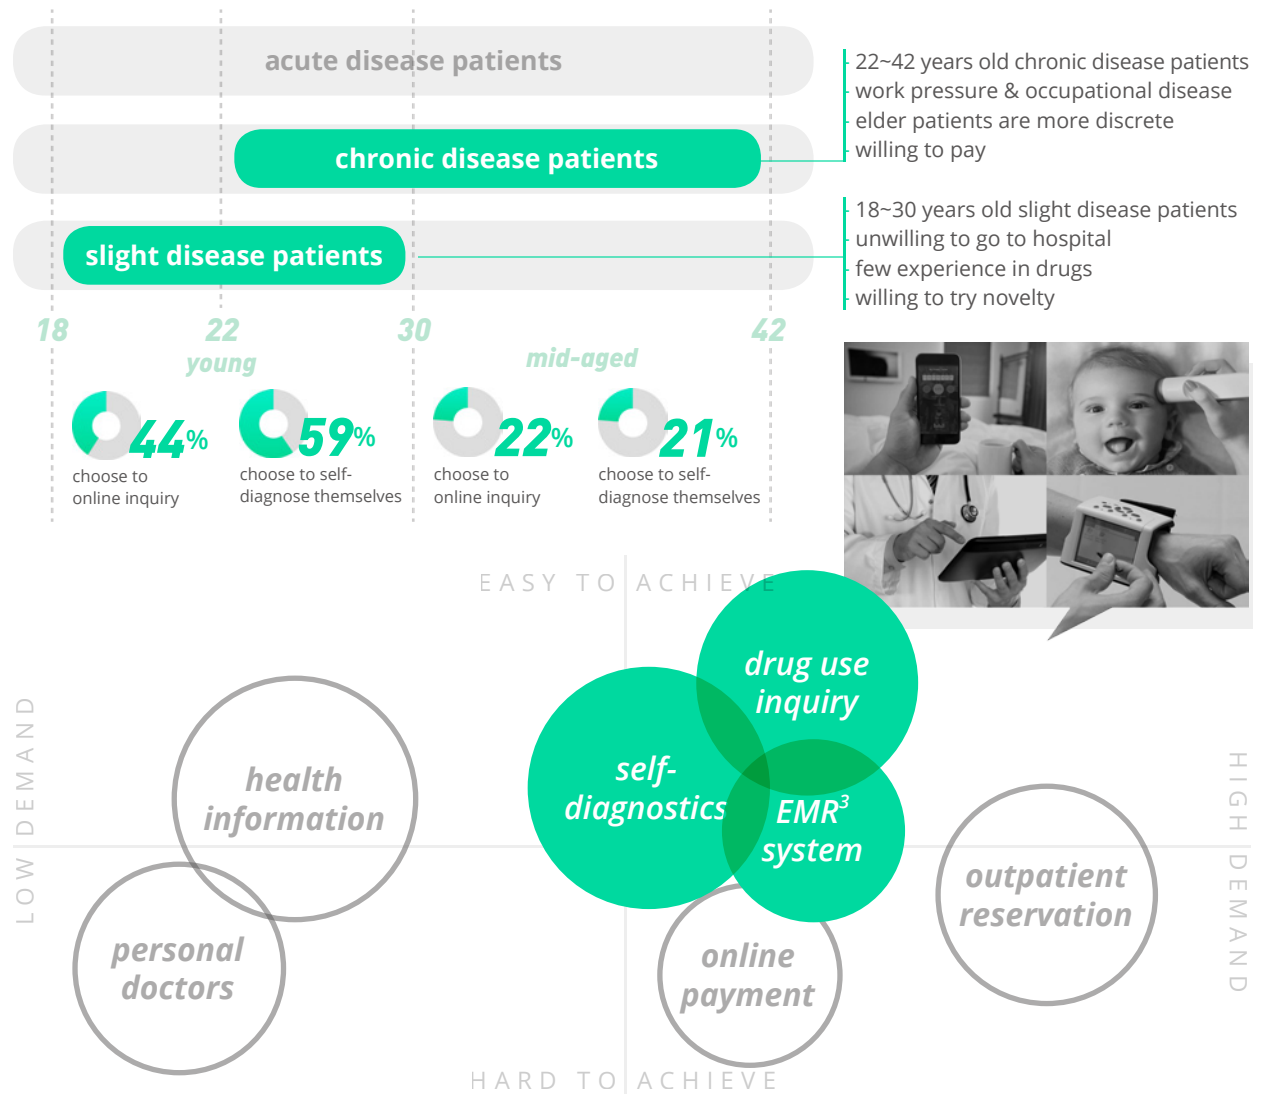 acute disease patients
chronic disease patients
slight disease patients
22~42 years old chronic disease patients
work pressure & occupational disease
elder patients are more discrete
willing to pay
18~30 years old slight disease patients
unwilling to go to hospital
few experience in drugs
willing to try novelty
18
22
30
42
young
mid-aged
44%
choose to
online inquiry
59%
choose to self-
diagnose themselves
22%
choose to
online inquiry
21%
choose to self-
diagnose themselves
EASY TO ACHIEVE
LOW DEMAND
HIGH DEMAND
HARD TO ACHIEVE
drug use
inquiry
self-
diagnostics
EMR³
system
health
information
personal
doctors
online
payment
outpatient
reservation